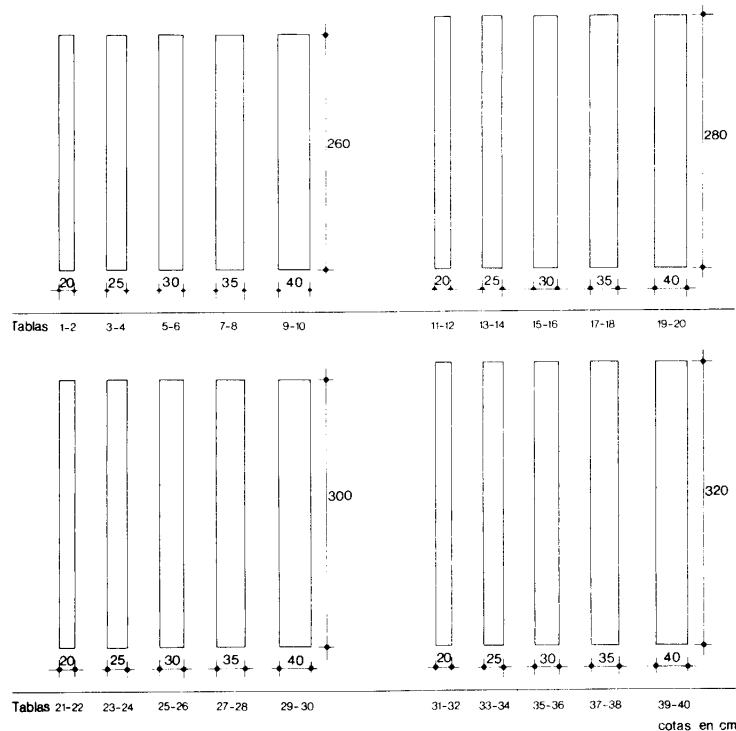 260
20 25 30 35 40
Tablas 1-2 3-4 5-6 7-8 9-10
280
20 25 30 35 40
11-12 13-14 15-16 17-18 19-20
300
20 25 30 35 40
Tablas 21-22 23-24 25-26 27-28 29-30
320
20 25 30 35 40
31-32 33-34 35-36 37-38 39-40
cotas en cm